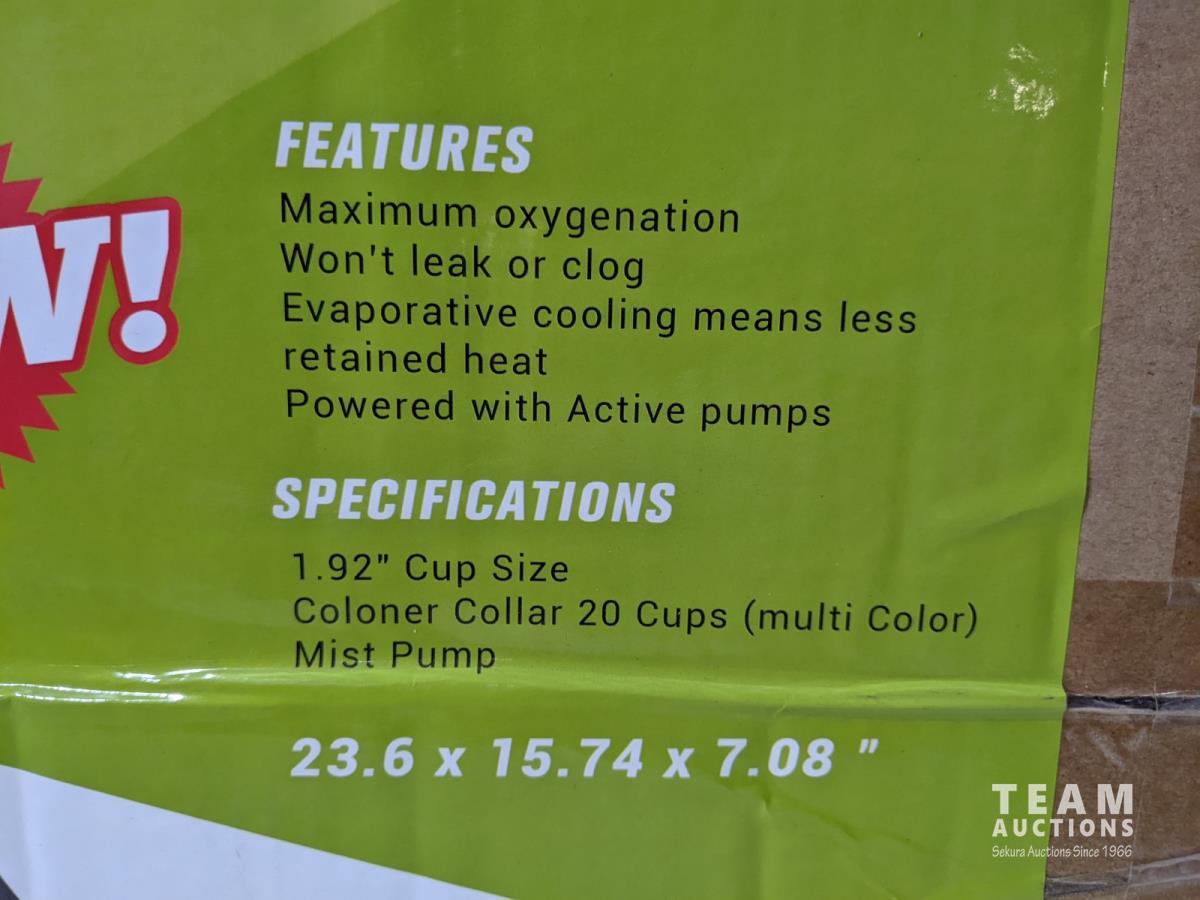 FEATURES
Maximum oxygenation
Won't leak or clog
Evaporative cooling means less
retained heat
Powered with Active pumps
W!
SPECIFICATIONS
1.92" Cup Size
Coloner Collar 20 Cups (multi Color)
Mist Pump
23.6 x 15.74 x 7.08 "
TEAM
AUCTIONS
Sekura Auctions Since 1966